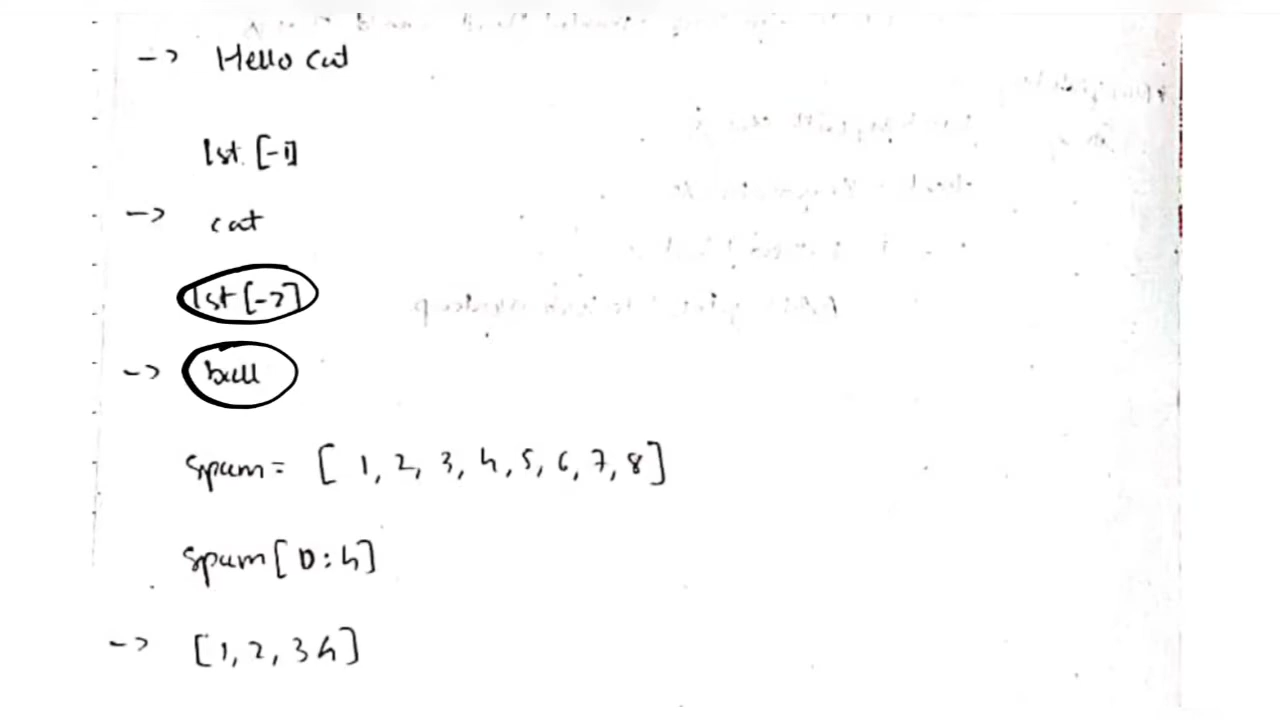 -> Hello cat
lst [-1]
-> cat
lst [-2]
-> ball
spam = [ 1, 2, 3, 4, 5, 6, 7, 8 ]
spam [ 0 : 4 ]
-> [ 1, 2, 3 4 ]